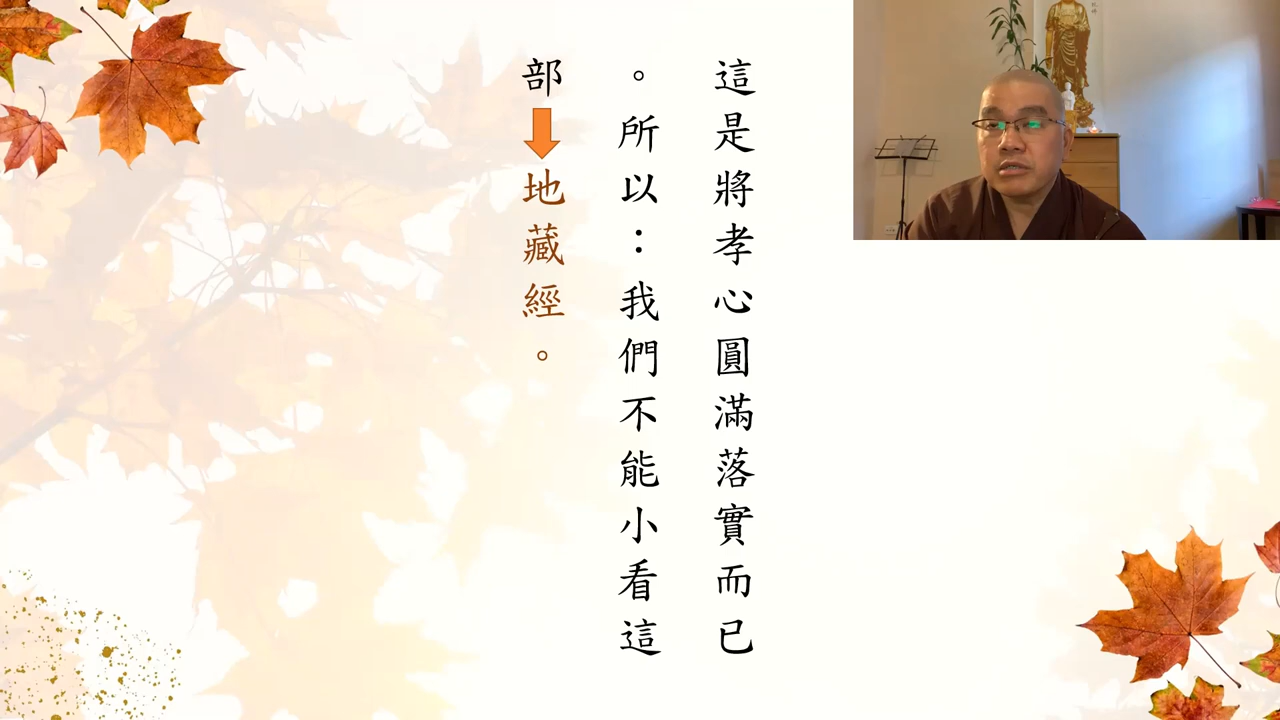 這是將孝心圓滿落實而已
。所以：我們不能小看這
部地藏經。